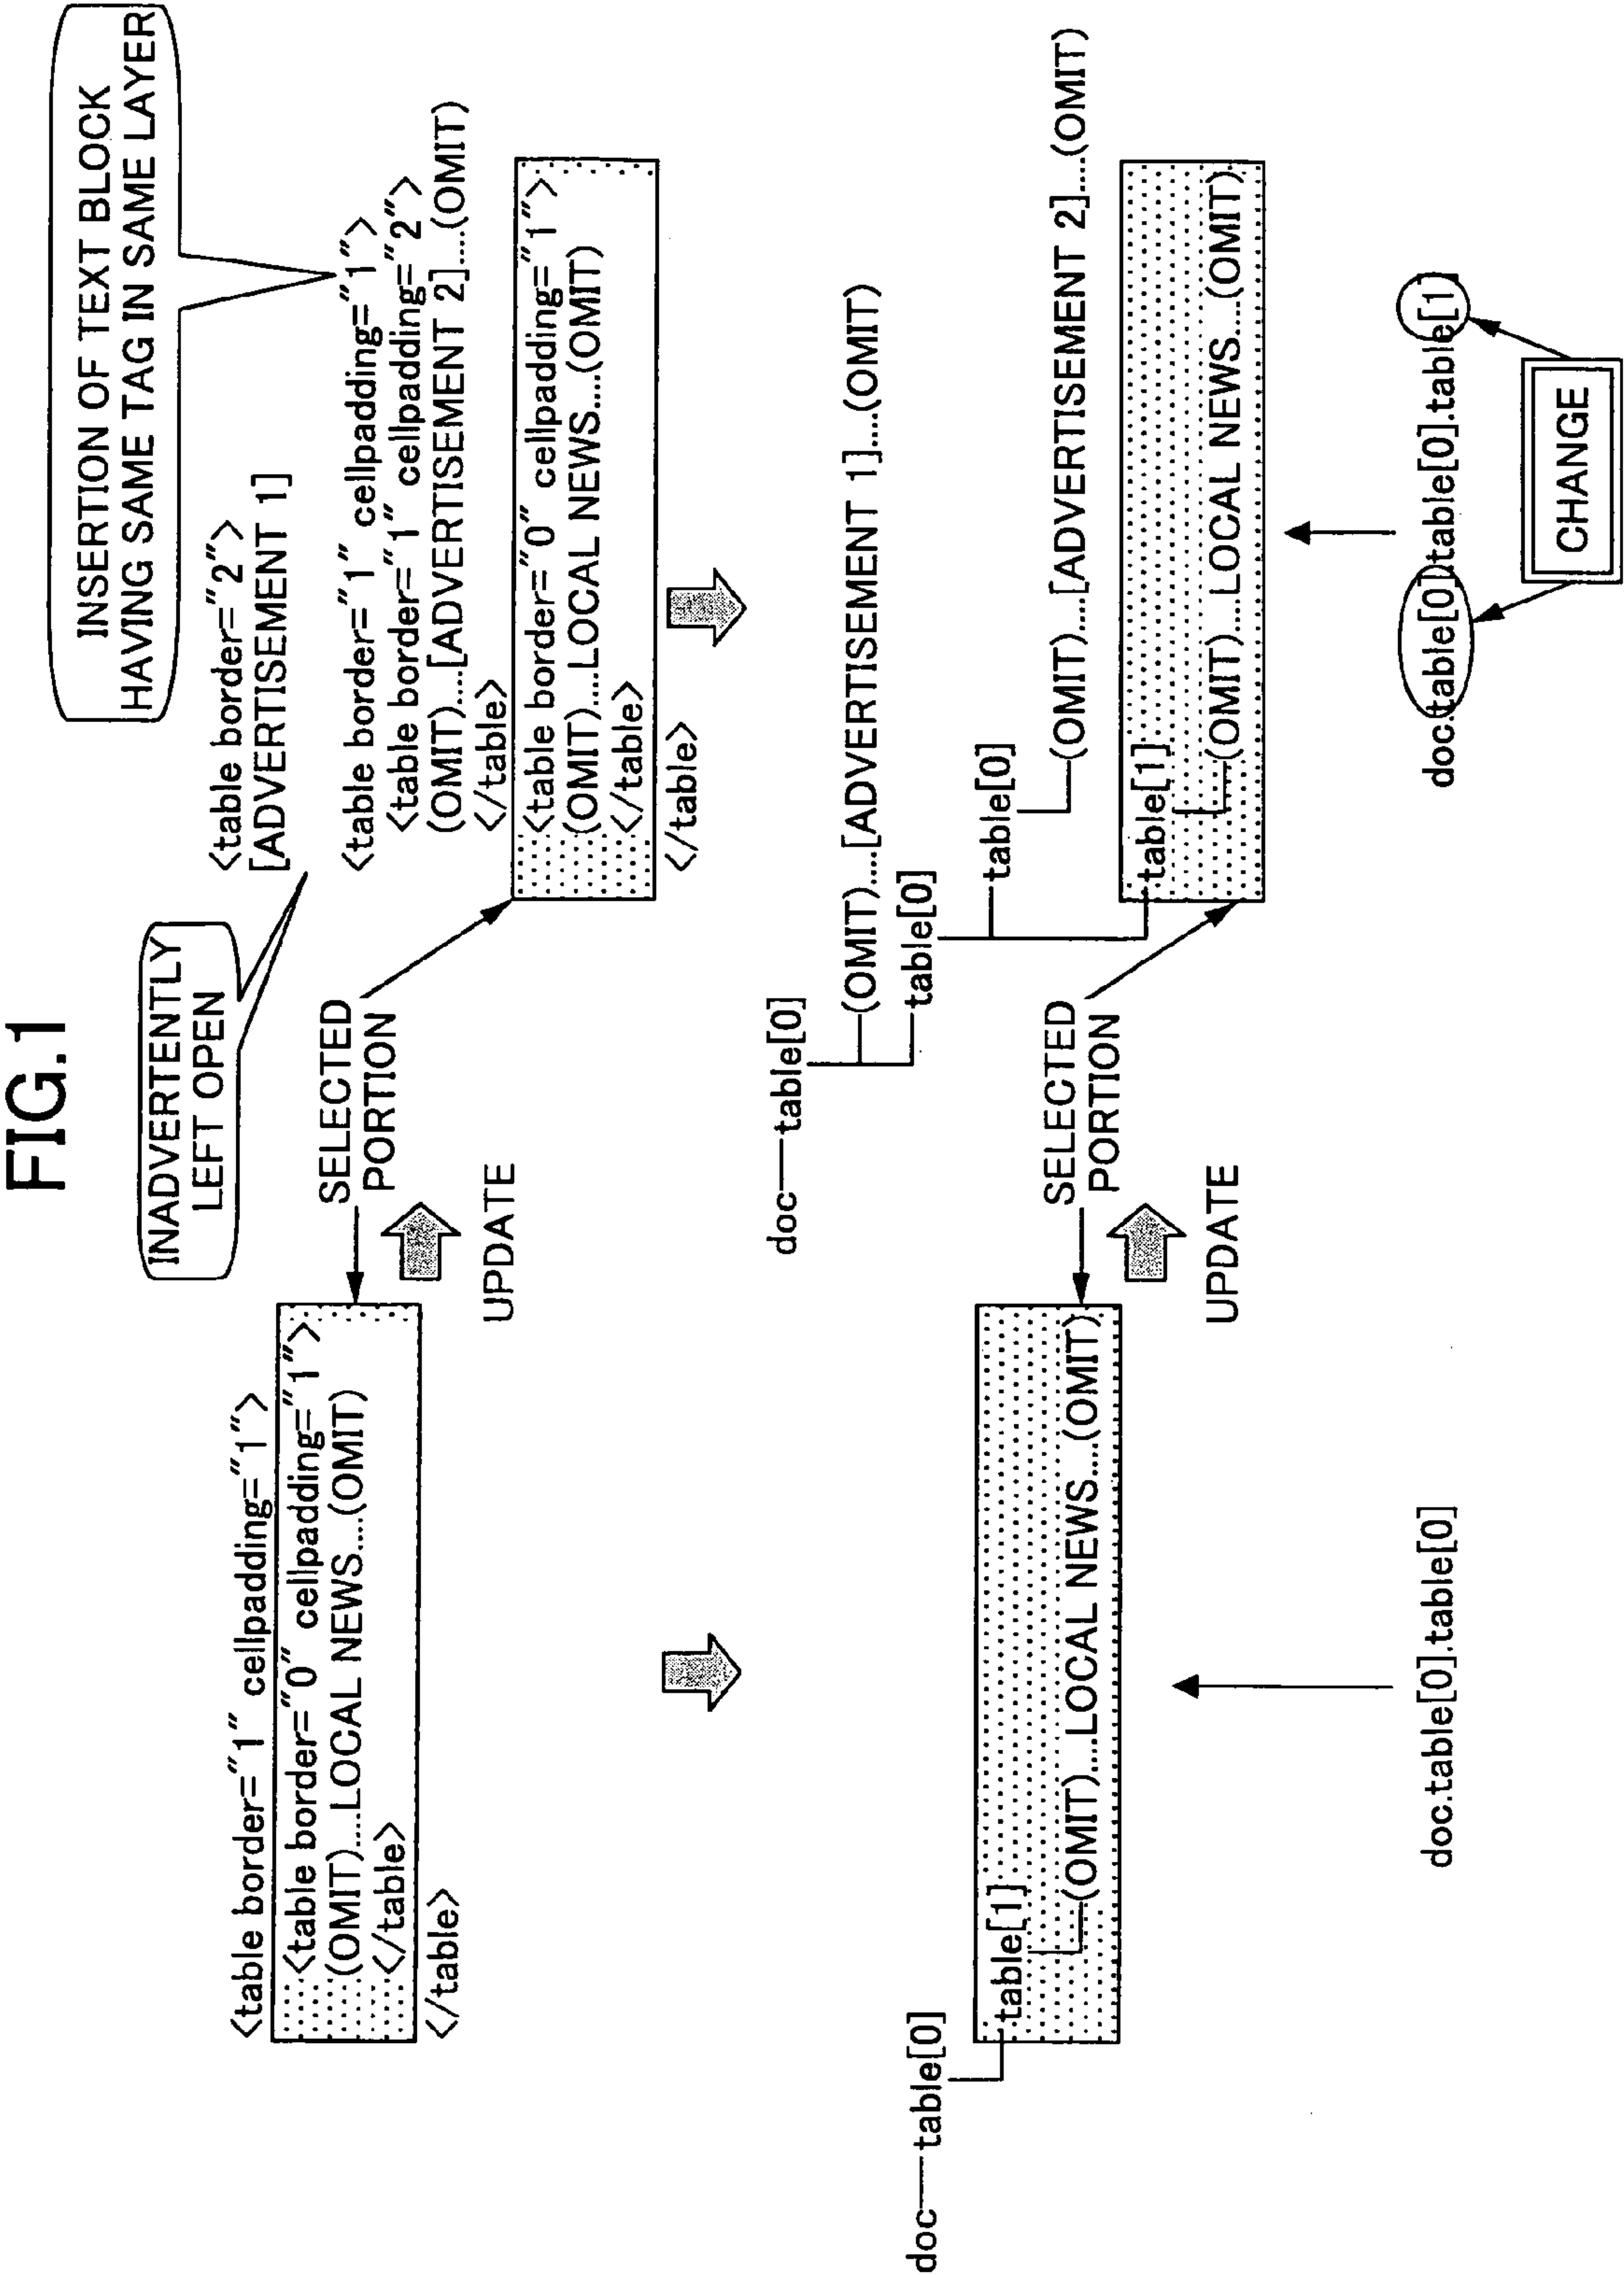 FIG.1
INADVERTENTLY
LEFT OPEN
INSERTION OF TEXT BLOCK
HAVING SAME TAG IN SAME LAYER
<table border="1" cellpadding="1">
<table border="0" cellpadding="1">
(OMIT)....LOCAL NEWS....(OMIT)
</table>
</table>
SELECTED
PORTION
UPDATE
<table border="2">
[ADVERTISEMENT 1]
<table border="1" cellpadding="1">
<table border="1" cellpadding="2">
(OMIT)....[ADVERTISEMENT 2]....(OMIT)
</table>
<table border="0" cellpadding="1">
(OMIT)...LOCAL NEWS...(OMIT)
</table>
</table>
doc table[0]
table[1]
(OMIT)....LOCAL NEWS....(OMIT)
SELECTED
PORTION
UPDATE
doc table[0]
(OMIT)....[ADVERTISEMENT 1]....(OMIT)
table[0]
table[0]
(OMIT)....[ADVERTISEMENT 2]....(OMIT)
table[1]
(OMIT)...LOCAL NEWS...(OMIT)
doc.table[0].table[0]
doc.table[0].table[0].table[1]
CHANGE